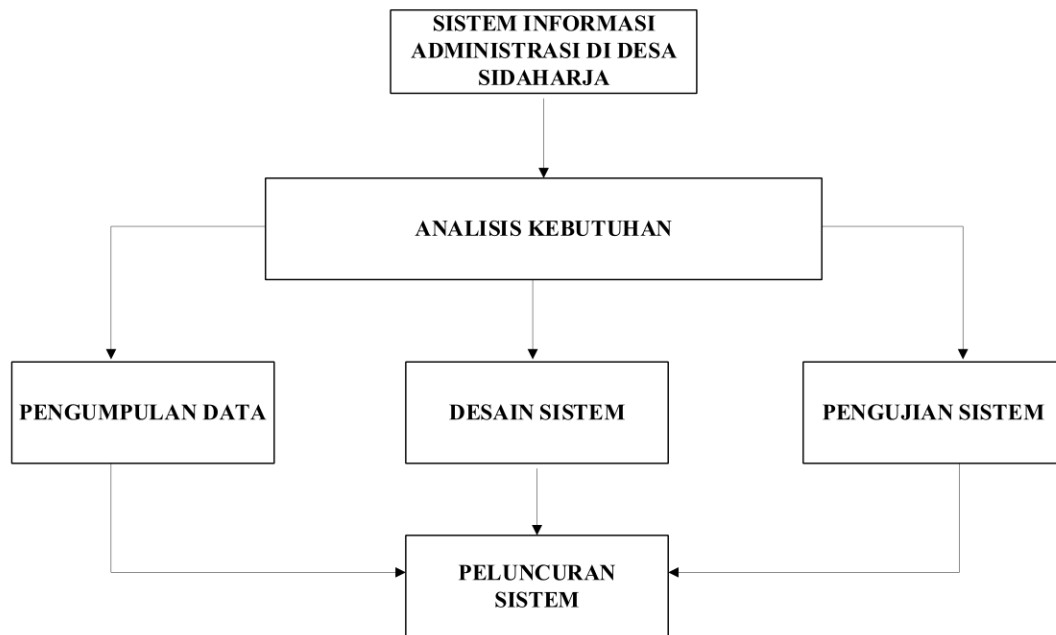 SISTEM INFORMASI
ADMINISTRASI DI DESA
SIDAHARJA
ANALISIS KEBUTUHAN
PENGUMPULAN DATA
DESAIN SISTEM
PENGUJIAN SISTEM
PELUNCURAN
SISTEM